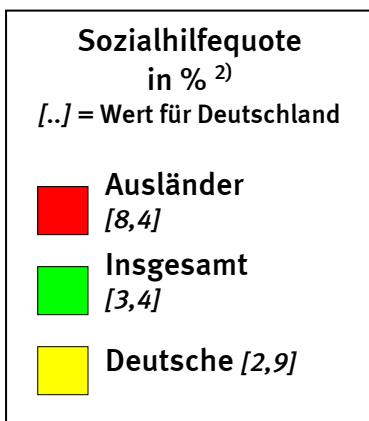 Sozialhilfequote
in % 2)
[..] = Wert für Deutschland
Ausländer
[8,4]
Insgesamt
[3,4]
Deutsche [2,9]